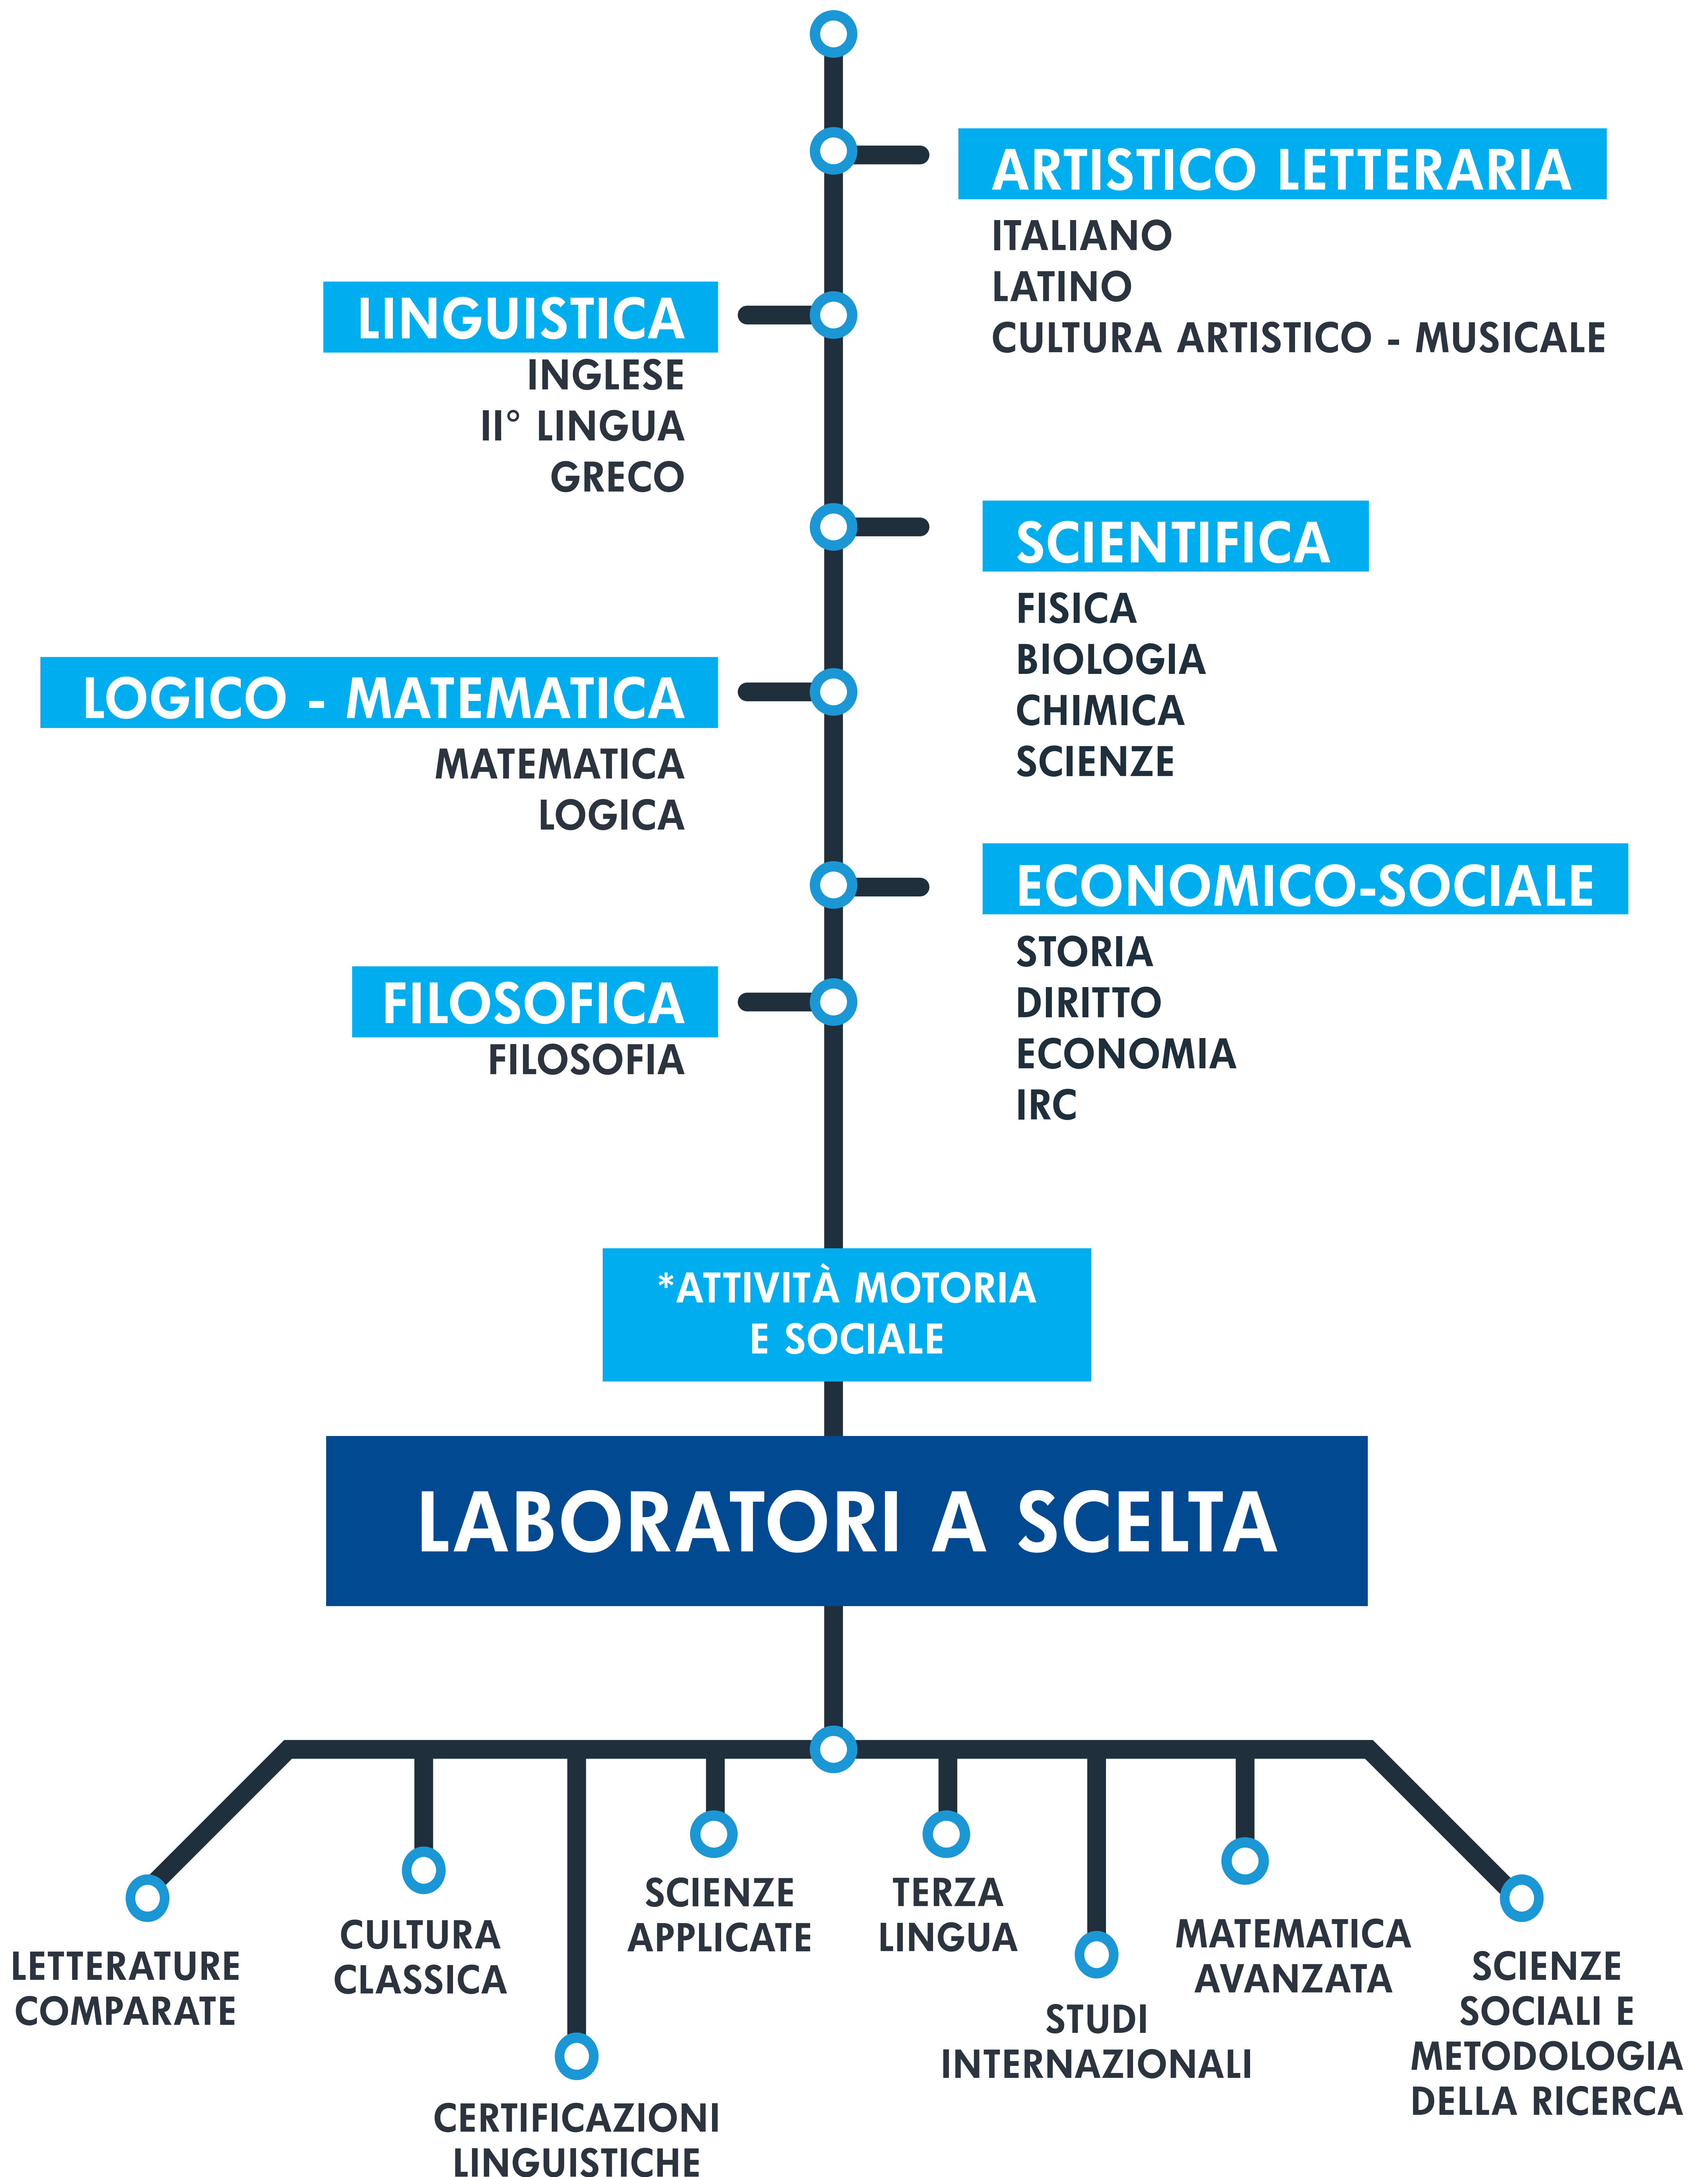 ARTISTICO LETTERARIA
ITALIANO
LATINO
CULTURA ARTISTICO - MUSICALE
LINGUISTICA
INGLESE
II° LINGUA
GRECO
SCIENTIFICA
FISICA
BIOLOGIA
CHIMICA
SCIENZE
LOGICO - MATEMATICA
MATEMATICA
LOGICA
ECONOMICO-SOCIALE
STORIA
DIRITTO
ECONOMIA
IRC
FILOSOFICA
FILOSOFIA
*ATTIVITÀ MOTORIA
E SOCIALE
LABORATORI A SCELTA
LETTERATURE
COMPARATE
CULTURA
CLASSICA
CERTIFICAZIONI
LINGUISTICHE
SCIENZE
APPLICATE
TERZA
LINGUA
STUDI
INTERNAZIONALI
MATEMATICA
AVANZATA
SCIENZE
SOCIALI E
METODOLOGIA
DELLA RICERCA